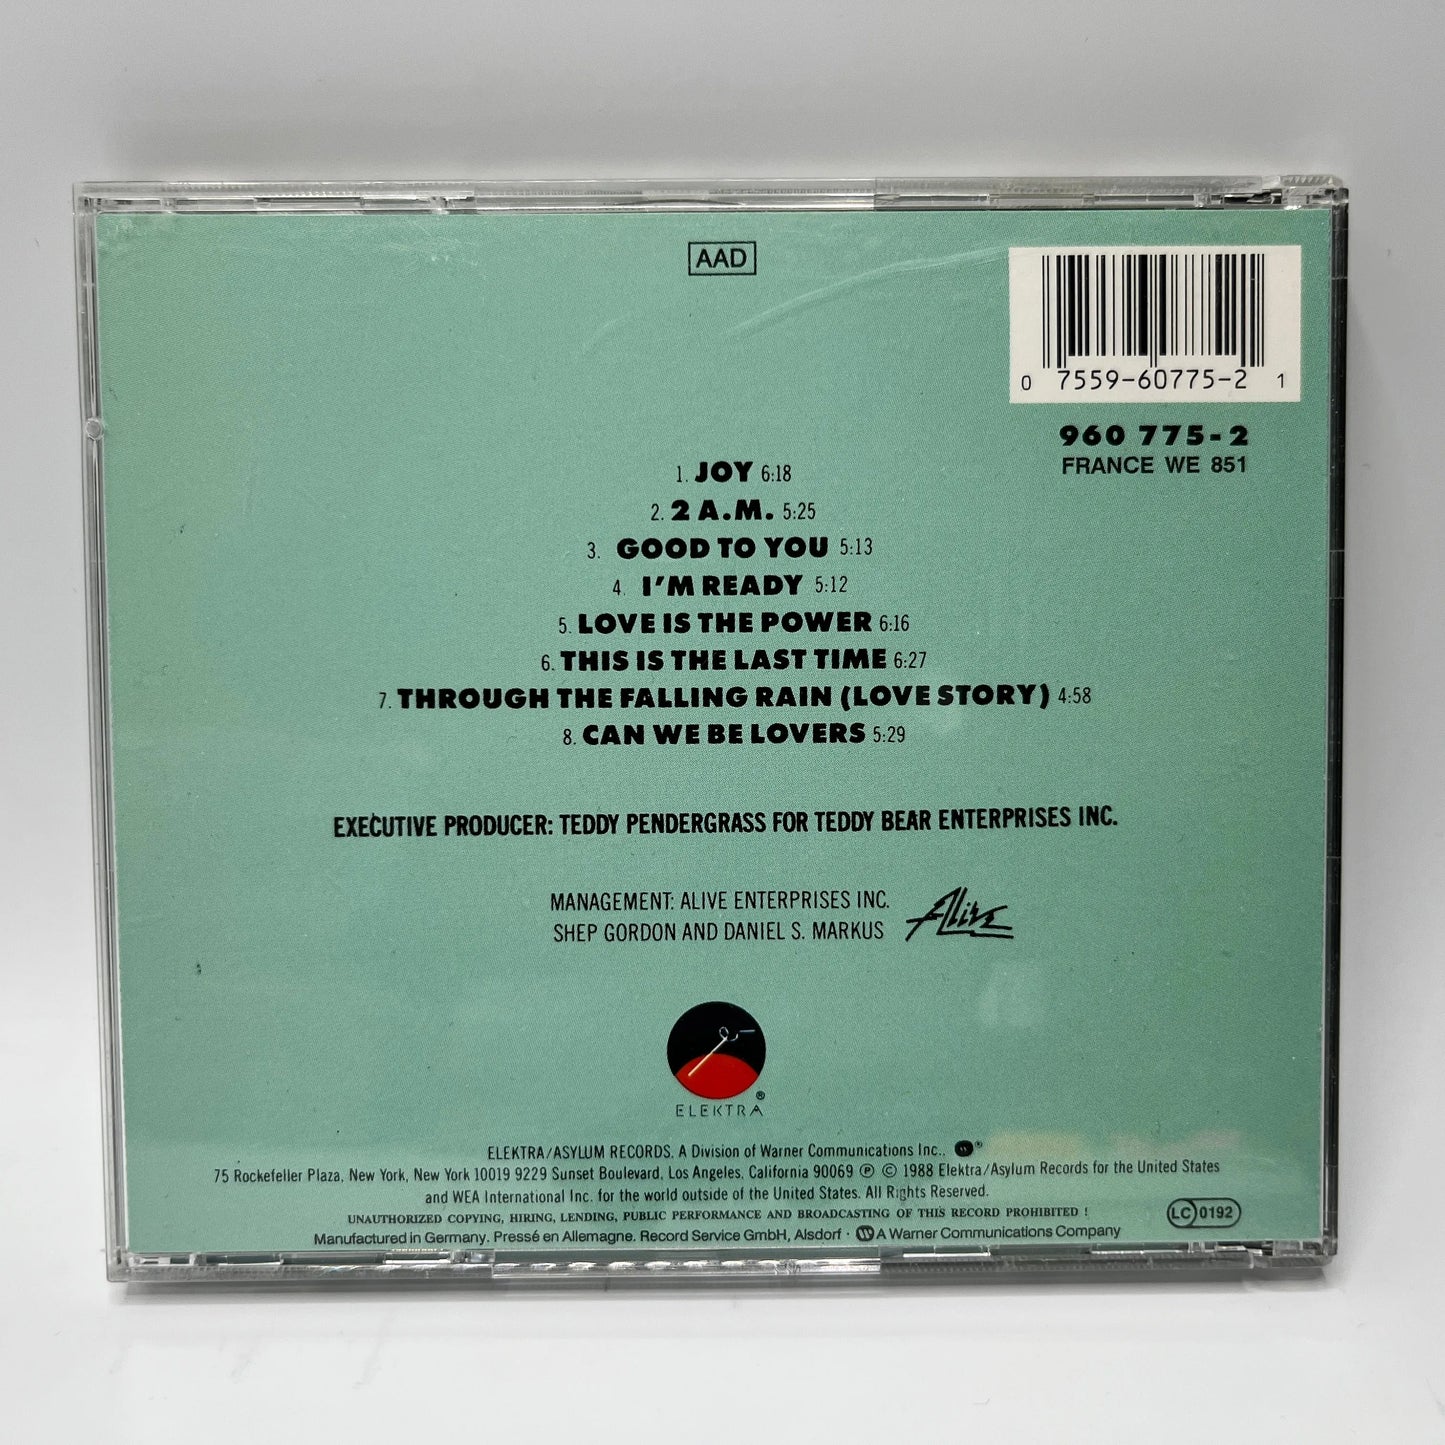 AAD
0 7559-60775-2 1
960 775-2
FRANCE WE 851
1. JOY 6:18
2. 2 A.M. 5:25
3. GOOD TO YOU 5:13
4. I'M READY 5:12
5. LOVE IS THE POWER 6:16
6. THIS IS THE LAST TIME 6:27
7. THROUGH THE FALLING RAIN (LOVE STORY) 4:58
8. CAN WE BE LOVERS 5:29
EXECUTIVE PRODUCER: TEDDY PENDERGRASS FOR TEDDY BEAR ENTERPRISES INC.
MANAGEMENT: ALIVE ENTERPRISES INC.
SHEP GORDON AND DANIEL S. MARKUS
Alive
ELEKTRA®
ELEKTRA/ASYLUM RECORDS, A Division of Warner Communications Inc., ®
75 Rockefeller Plaza, New York, New York 10019 9229 Sunset Boulevard, Los Angeles, California 90069 ℗ © 1988 Elektra/Asylum Records for the United States
and WEA International Inc. for the world outside of the United States. All Rights Reserved.
UNAUTHORIZED COPYING, HIRING, LENDING, PUBLIC PERFORMANCE AND BROADCASTING OF THIS RECORD PROHIBITED !
LC 0192
Manufactured in Germany. Pressé en Allemagne. Record Service GmbH, Alsdorf · A Warner Communications Company